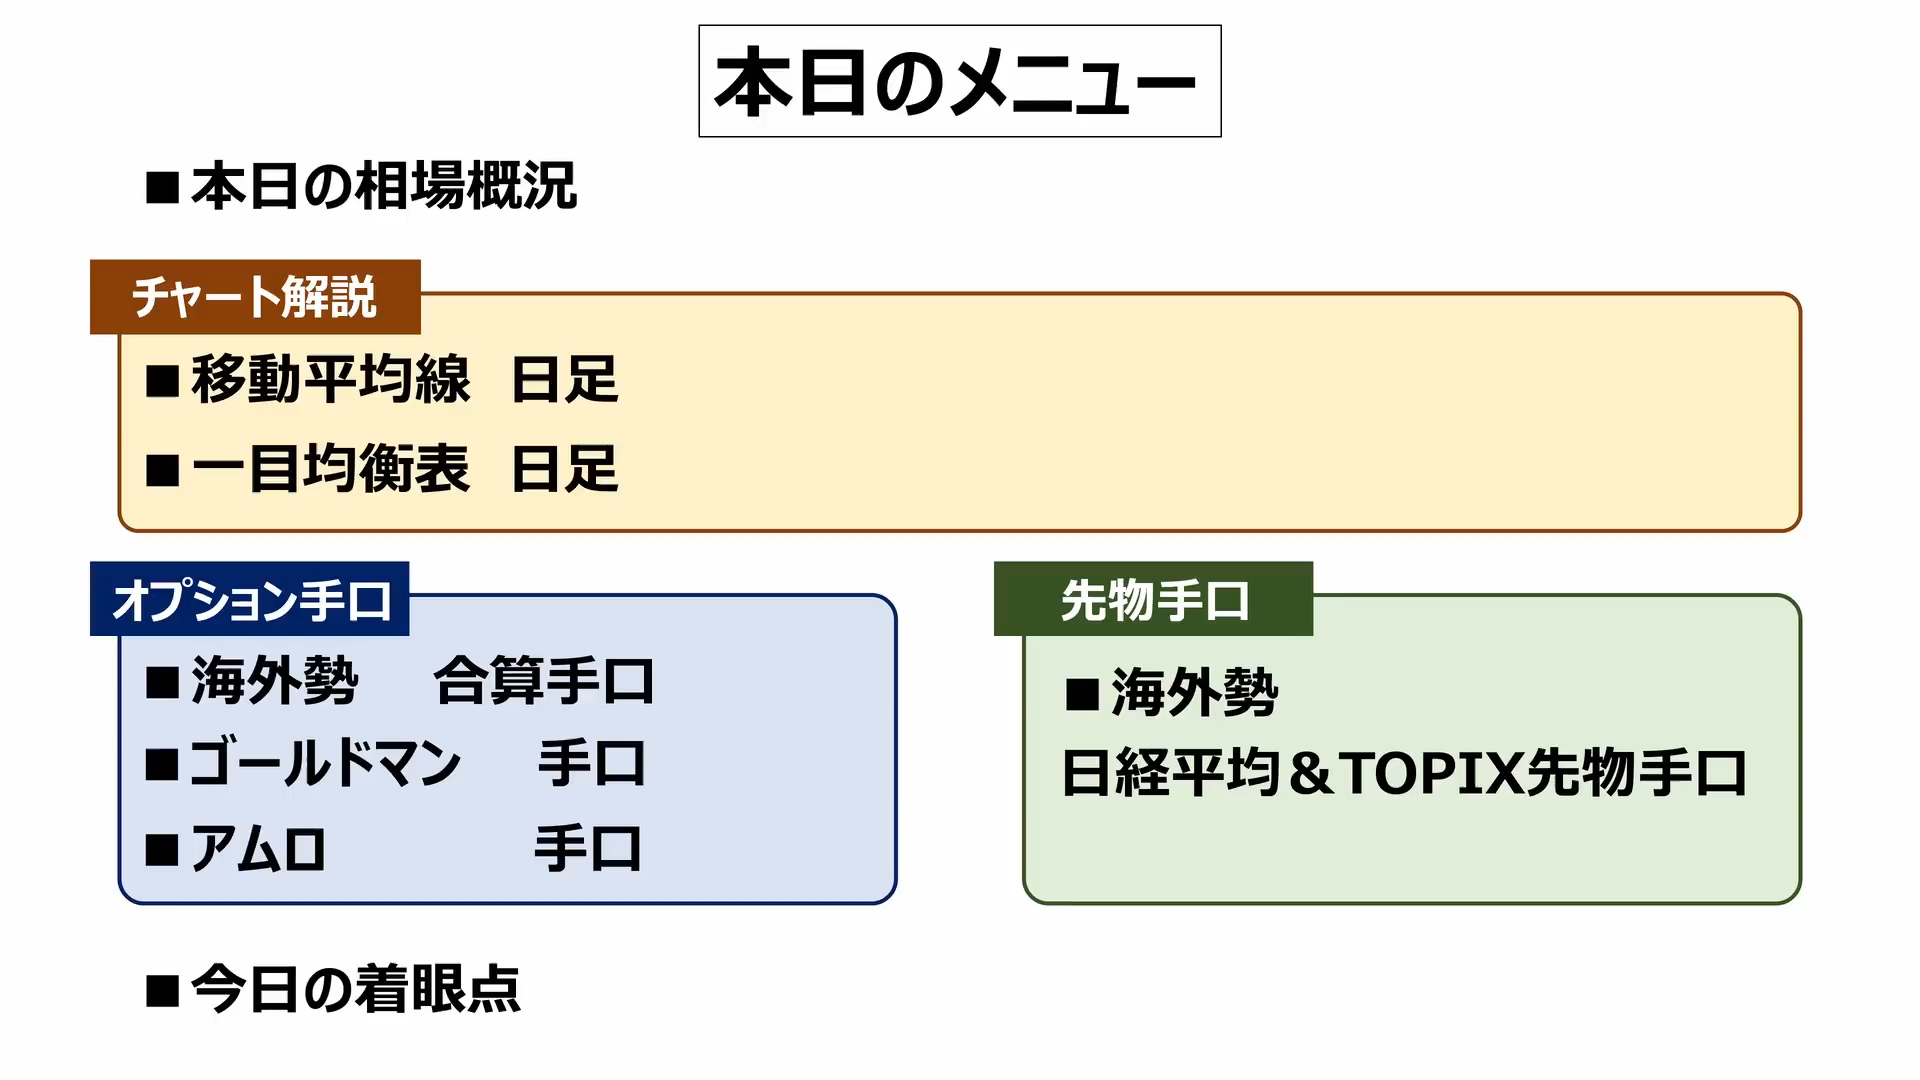 本日のメニュー
■本日の相場概況
チャート解説
■移動平均線 日足
■一目均衡表 日足
オプション手口
■海外勢 合算手口
■ゴールドマン 手口
■アムロ 手口
先物手口
■海外勢
日経平均＆TOPIX先物手口
■今日の着眼点